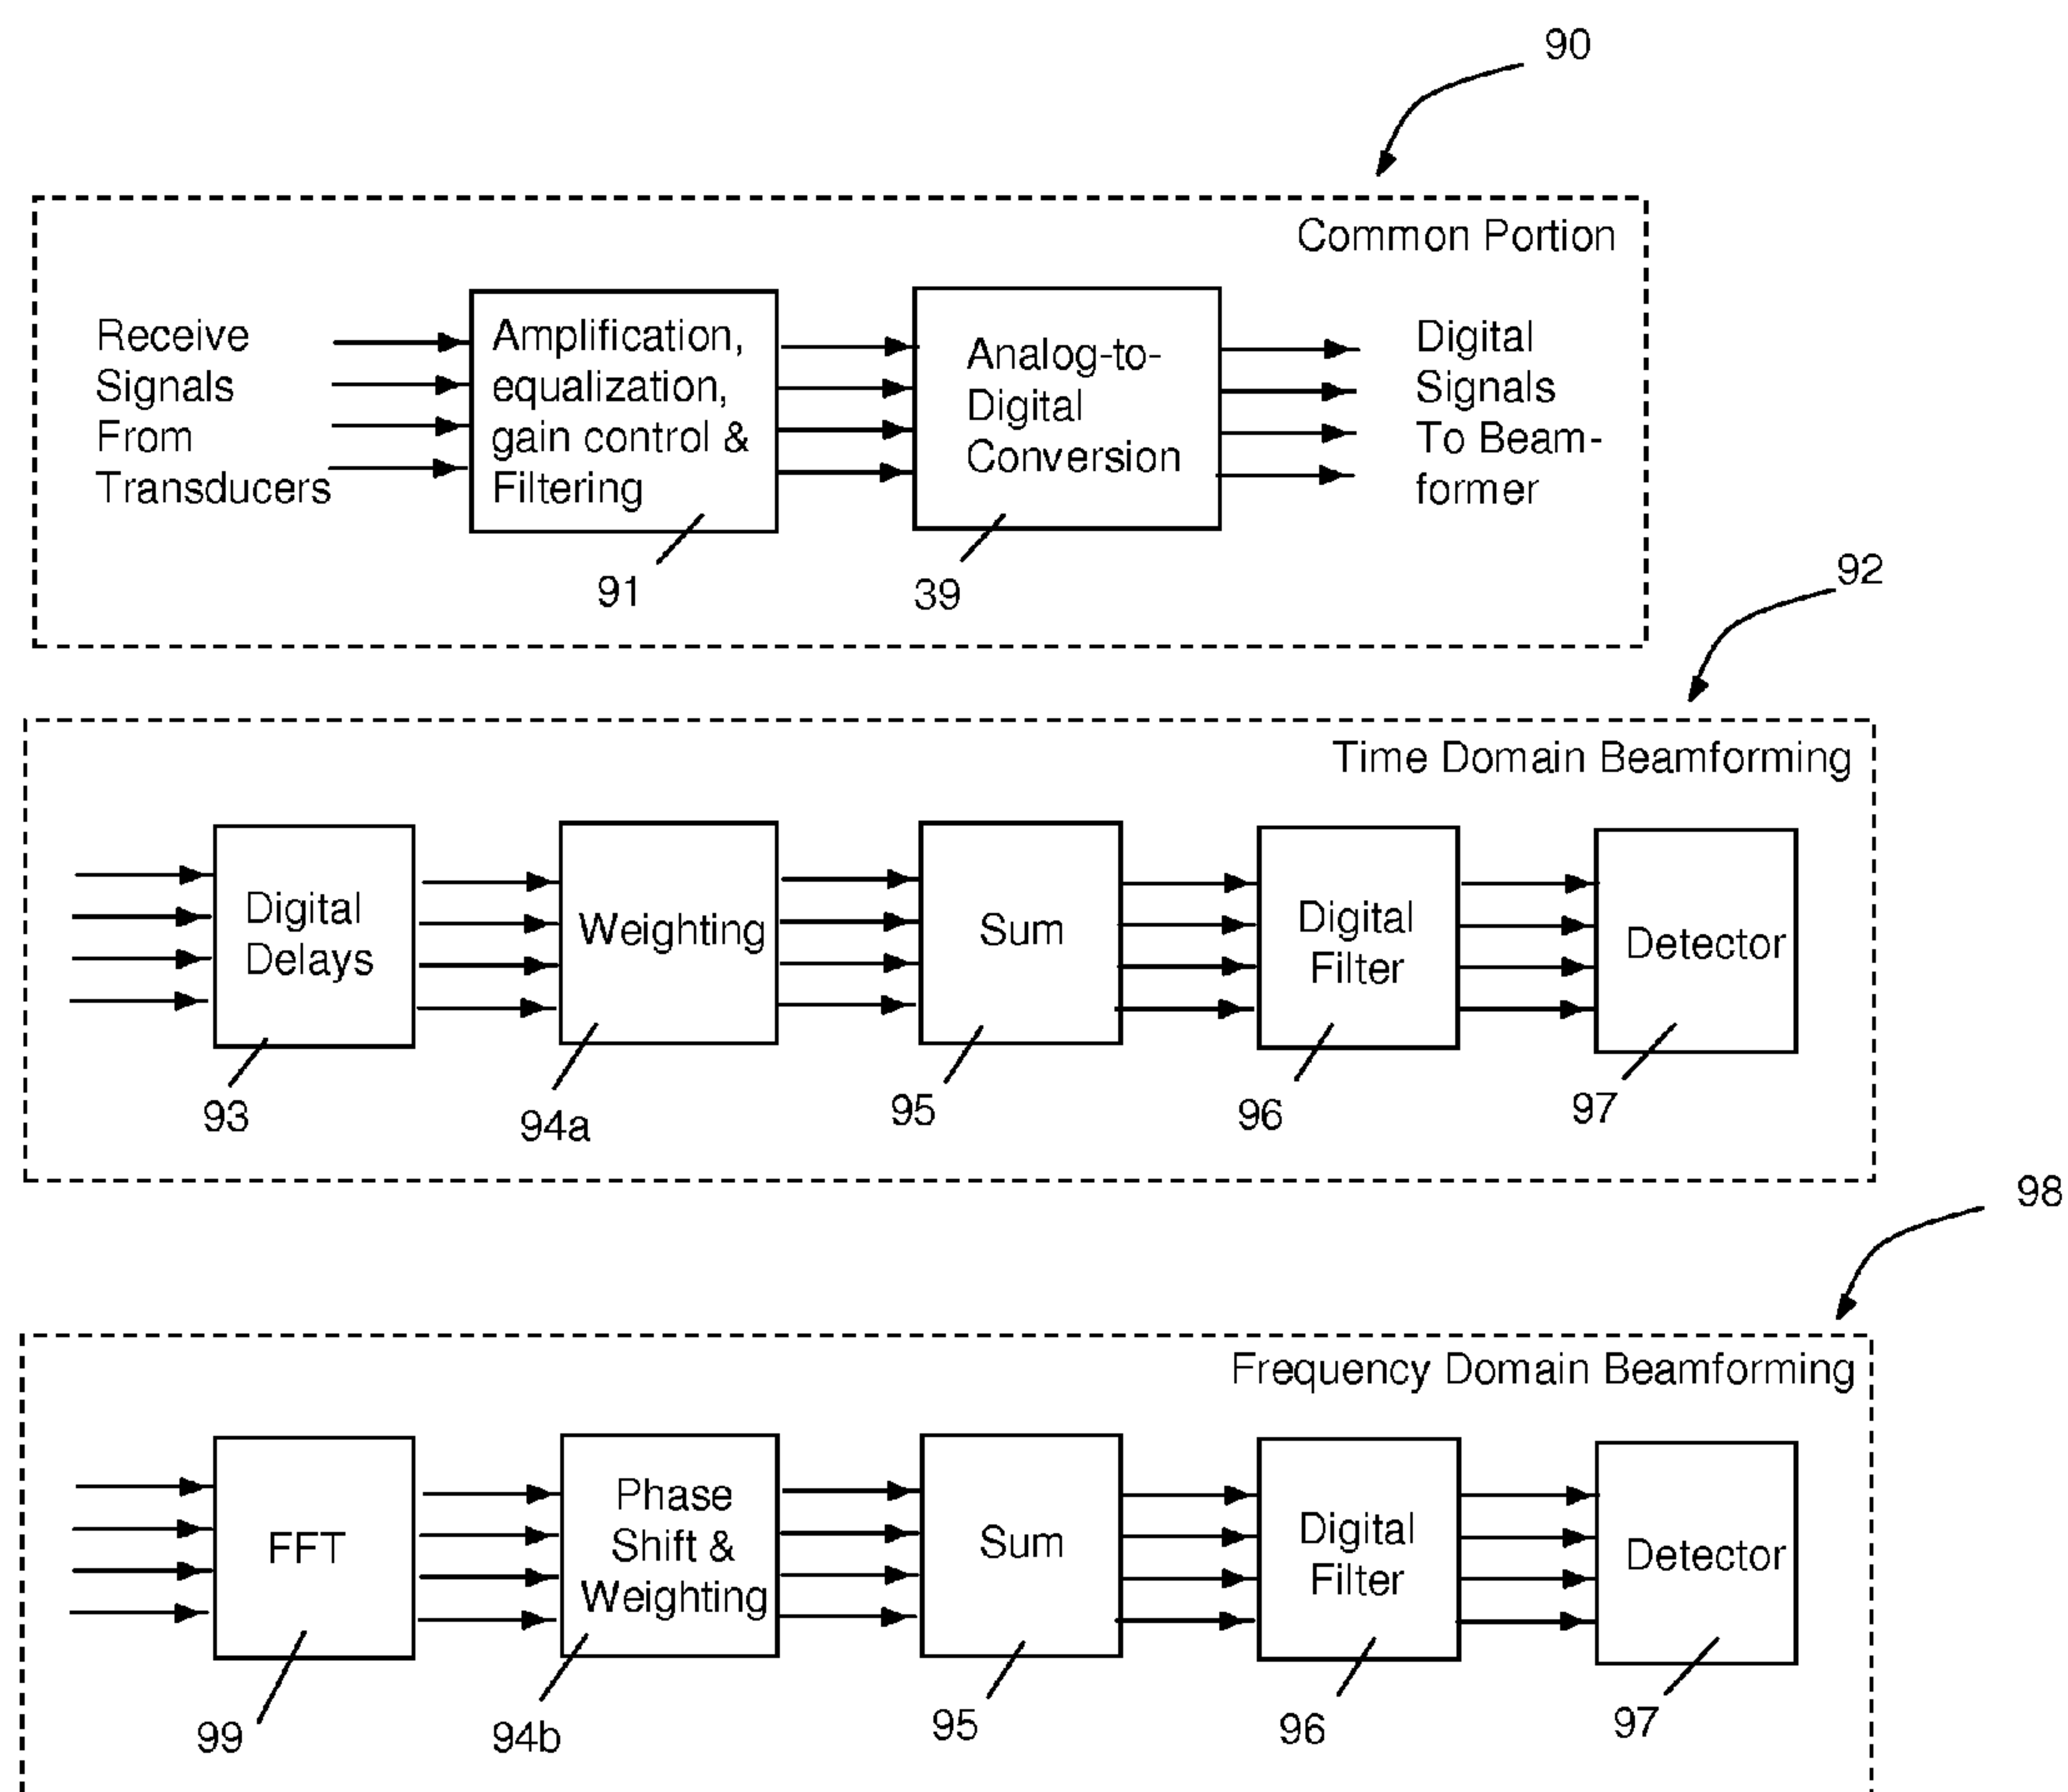 90
Common Portion
Receive
Signals
From
Transducers
Amplification,
equalization,
gain control &
Filtering
Analog-to-
Digital
Conversion
Digital
Signals
To Beam-
former
91
39
92
Time Domain Beamforming
Digital
Delays
Weighting
Sum
Digital
Filter
Detector
93
94a
95
96
97
98
Frequency Domain Beamforming
FFT
Phase
Shift &
Weighting
Sum
Digital
Filter
Detector
99
94b
95
96
97